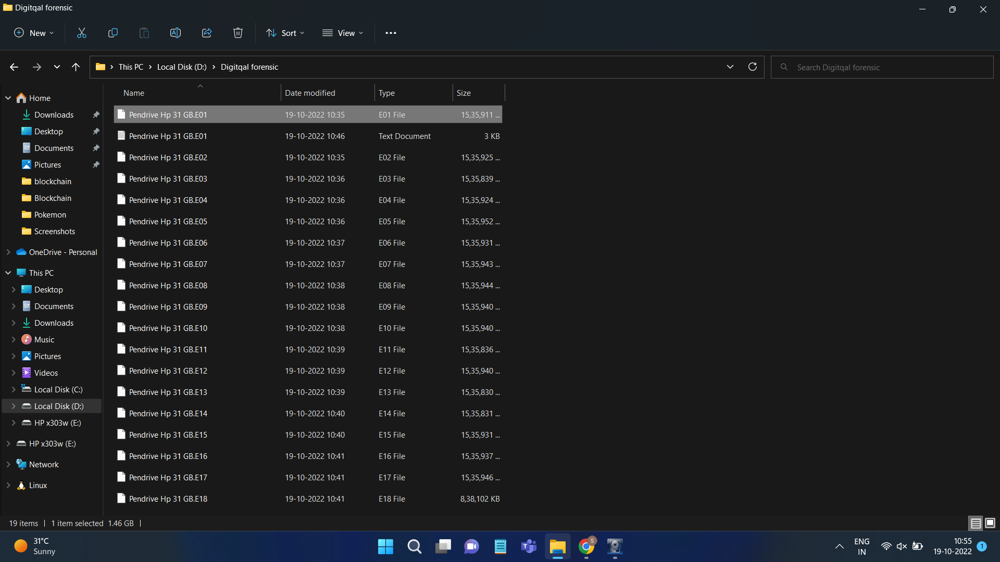 Digitqal forensic
New
Sort
View
This PC
Local Disk (D:)
Digitqal forensic
Search Digitqal forensic
Home
Downloads
Desktop
Documents
Pictures
blockchain
Blockchain
Pokemon
Screenshots
OneDrive - Personal
This PC
Desktop
Documents
Downloads
Music
Pictures
Videos
Local Disk (C:)
Local Disk (D:)
HP x303w (E:)
HP x303w (E:)
Network
Linux
Name Date modified Type Size
Pendrive Hp 31 GB.E01 19-10-2022 10:35 E01 File 15,35,911 ...
Pendrive Hp 31 GB.E01 19-10-2022 10:46 Text Document 3 KB
Pendrive Hp 31 GB.E02 19-10-2022 10:35 E02 File 15,35,925 ...
Pendrive Hp 31 GB.E03 19-10-2022 10:36 E03 File 15,35,839 ...
Pendrive Hp 31 GB.E04 19-10-2022 10:36 E04 File 15,35,924 ...
Pendrive Hp 31 GB.E05 19-10-2022 10:36 E05 File 15,35,952 ...
Pendrive Hp 31 GB.E06 19-10-2022 10:37 E06 File 15,35,931 ...
Pendrive Hp 31 GB.E07 19-10-2022 10:37 E07 File 15,35,943 ...
Pendrive Hp 31 GB.E08 19-10-2022 10:38 E08 File 15,35,944 ...
Pendrive Hp 31 GB.E09 19-10-2022 10:38 E09 File 15,35,940 ...
Pendrive Hp 31 GB.E10 19-10-2022 10:38 E10 File 15,35,940 ...
Pendrive Hp 31 GB.E11 19-10-2022 10:39 E11 File 15,35,836 ...
Pendrive Hp 31 GB.E12 19-10-2022 10:39 E12 File 15,35,940 ...
Pendrive Hp 31 GB.E13 19-10-2022 10:39 E13 File 15,35,830 ...
Pendrive Hp 31 GB.E14 19-10-2022 10:40 E14 File 15,35,831 ...
Pendrive Hp 31 GB.E15 19-10-2022 10:40 E15 File 15,35,931 ...
Pendrive Hp 31 GB.E16 19-10-2022 10:41 E16 File 15,35,937 ...
Pendrive Hp 31 GB.E17 19-10-2022 10:41 E17 File 15,35,946 ...
Pendrive Hp 31 GB.E18 19-10-2022 10:41 E18 File 8,38,102 KB
19 items 1 item selected 1.46 GB
31°C
Sunny
S
ENG
IN
10:55
19-10-2022
1